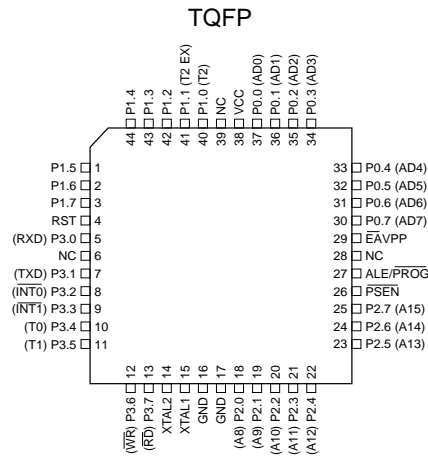 TQFP
P1.4
P1.3
P1.2
P1.1 (T2 EX)
P1.0 (T2)
NC
VCC
P0.0 (AD0)
P0.1 (AD1)
P0.2 (AD2)
P0.3 (AD3)
44
43
42
41
40
39
38
37
36
35
34
P1.5 1
P1.6 2
P1.7 3
RST 4
(RXD) P3.0 5
NC 6
(TXD) P3.1 7
(INT0) P3.2 8
(INT1) P3.3 9
(T0) P3.4 10
(T1) P3.5 11
33 P0.4 (AD4)
32 P0.5 (AD5)
31 P0.6 (AD6)
30 P0.7 (AD7)
29 EAVPP
28 NC
27 ALE/PROG
26 PSEN
25 P2.7 (A15)
24 P2.6 (A14)
23 P2.5 (A13)
12
13
14
15
16
17
18
19
20
21
22
(WR) P3.6
(RD) P3.7
XTAL2
XTAL1
GND
GND
(A8) P2.0
(A9) P2.1
(A10) P2.2
(A11) P2.3
(A12) P2.4